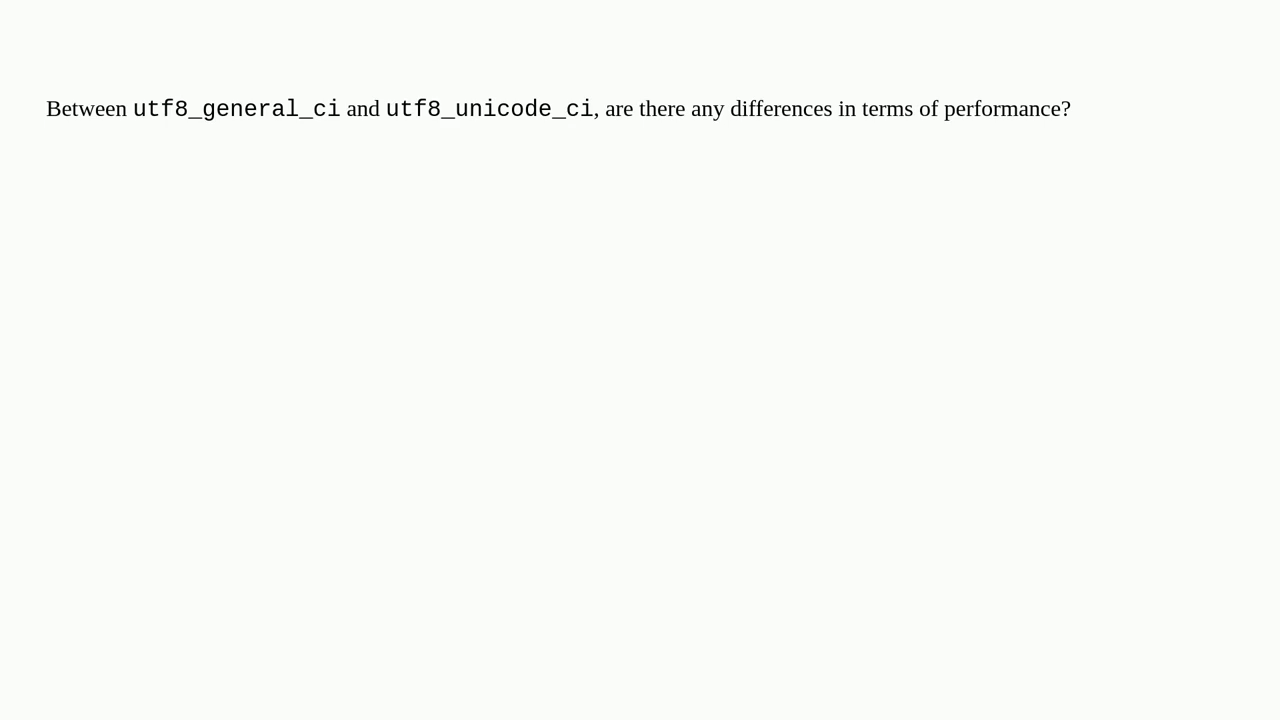 Between utf8_general_ci and utf8_unicode_ci, are there any differences in terms of performance?